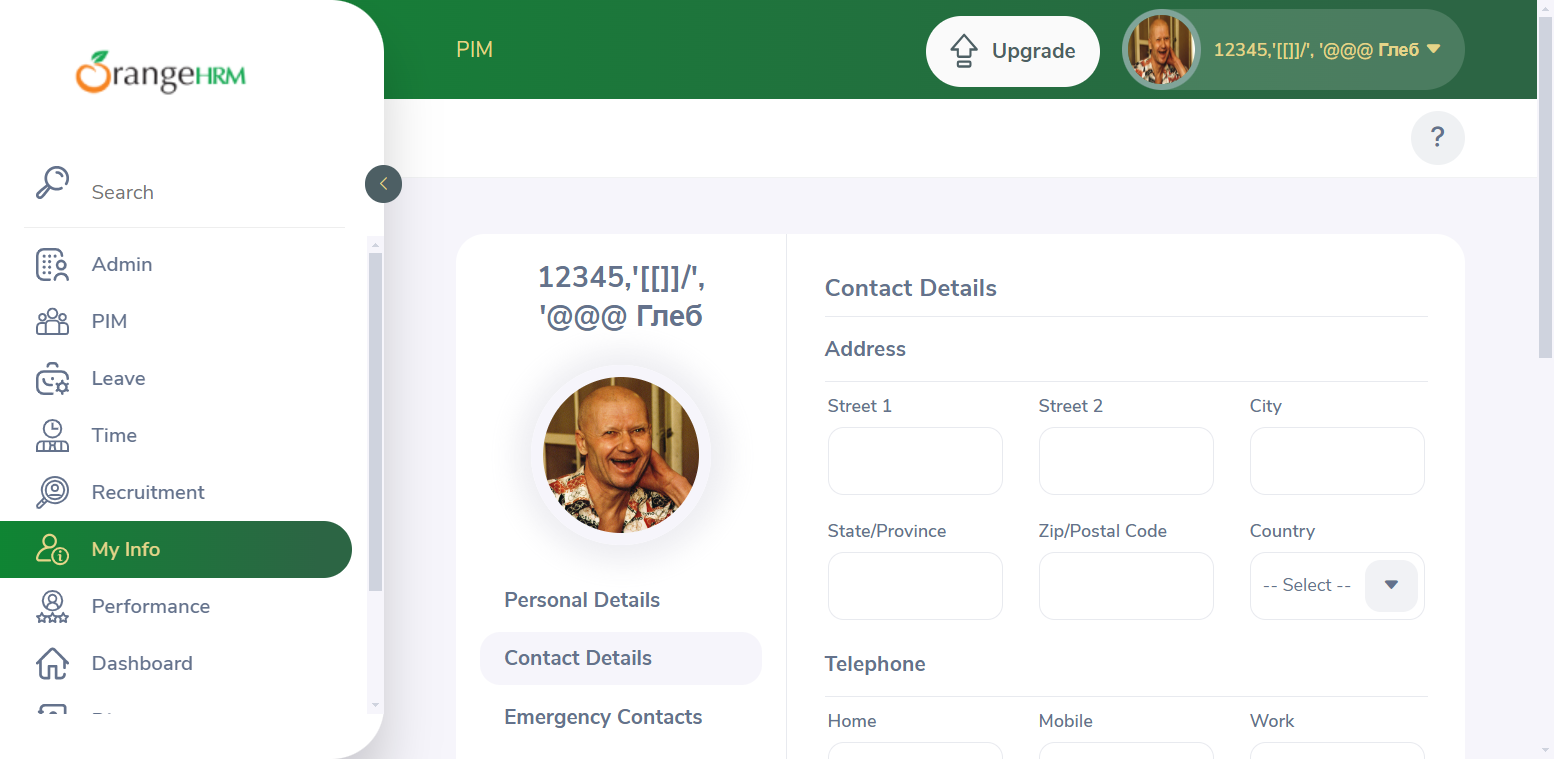 OrangeHRM
PIM
Upgrade
12345,'[[]]/', '@@@ Глеб
?
Search
Admin
PIM
Leave
Time
Recruitment
My Info
Performance
Dashboard
12345,'[[]]/',
'@@@ Глеб
Personal Details
Contact Details
Emergency Contacts
Contact Details
Address
Street 1 Street 2 City
State/Province Zip/Postal Code Country
-- Select --
Telephone
Home Mobile Work